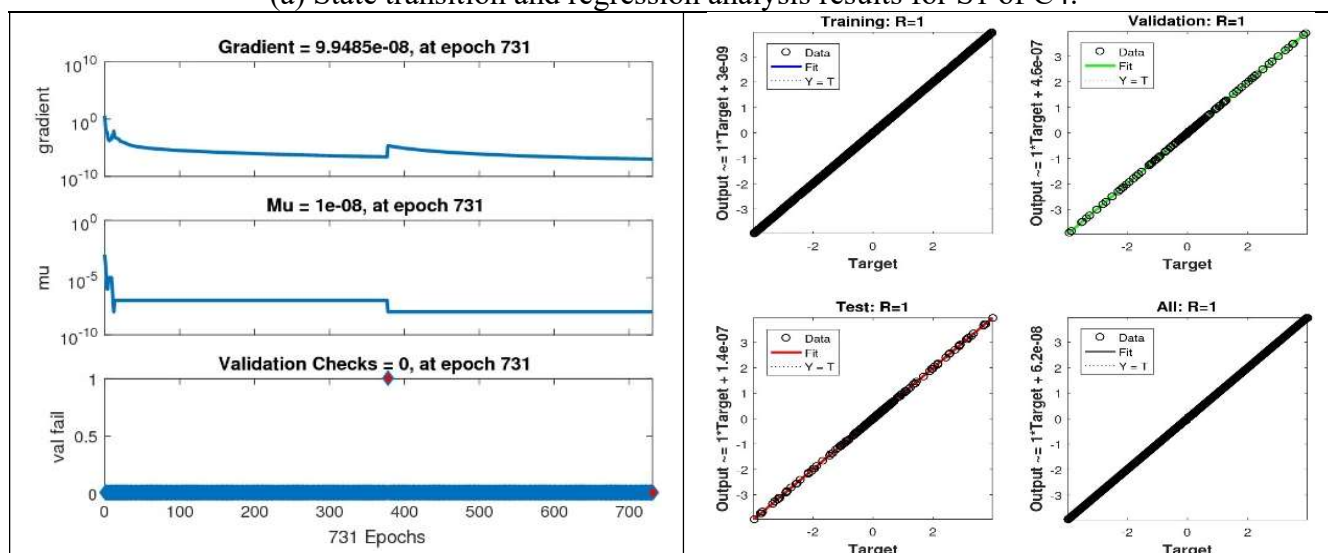 (a) State transition and regression analysis results for S1 of C4.
Gradient = 9.9485e-08, at epoch 731
10^10
10^0
10^-10
gradient
Mu = 1e-08, at epoch 731
10^0
10^-5
10^-10
mu
Validation Checks = 0, at epoch 731
1
0.5
0
val fail
0 100 200 300 400 500 600 700
731 Epochs
Training: R=1
Data
Fit
Y = T
Output ~= 1*Target + 3e-09
3
2
1
0
-1
-2
-3
-2 0 2
Target
Validation: R=1
Data
Fit
Y = T
Output ~= 1*Target + 4.6e-07
3
2
1
0
-1
-2
-3
-2 0 2
Target
Test: R=1
Data
Fit
Y = T
Output ~= 1*Target + 1.4e-07
3
2
1
0
-1
-2
-3
-2 0 2
Target
All: R=1
Data
Fit
Y = T
Output ~= 1*Target + 6.2e-08
3
2
1
0
-1
-2
-3
-2 0 2
Target